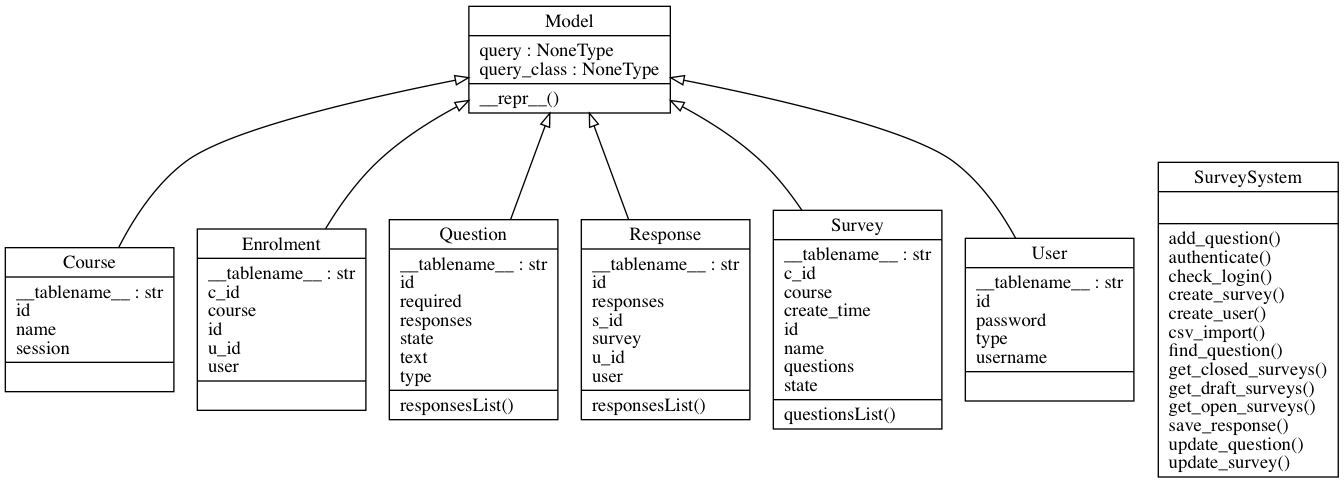 Model
query : NoneType
query_class : NoneType
__repr__()
Course
__tablename__ : str
id
name
session
Enrolment
__tablename__ : str
c_id
course
id
u_id
user
Question
__tablename__ : str
id
required
responses
state
text
type
responsesList()
Response
__tablename__ : str
id
responses
s_id
survey
u_id
user
responsesList()
Survey
__tablename__ : str
c_id
course
create_time
id
name
questions
state
questionsList()
User
__tablename__ : str
id
password
type
username
SurveySystem
add_question()
authenticate()
check_login()
create_survey()
create_user()
csv_import()
find_question()
get_closed_surveys()
get_draft_surveys()
get_open_surveys()
save_response()
update_question()
update_survey()